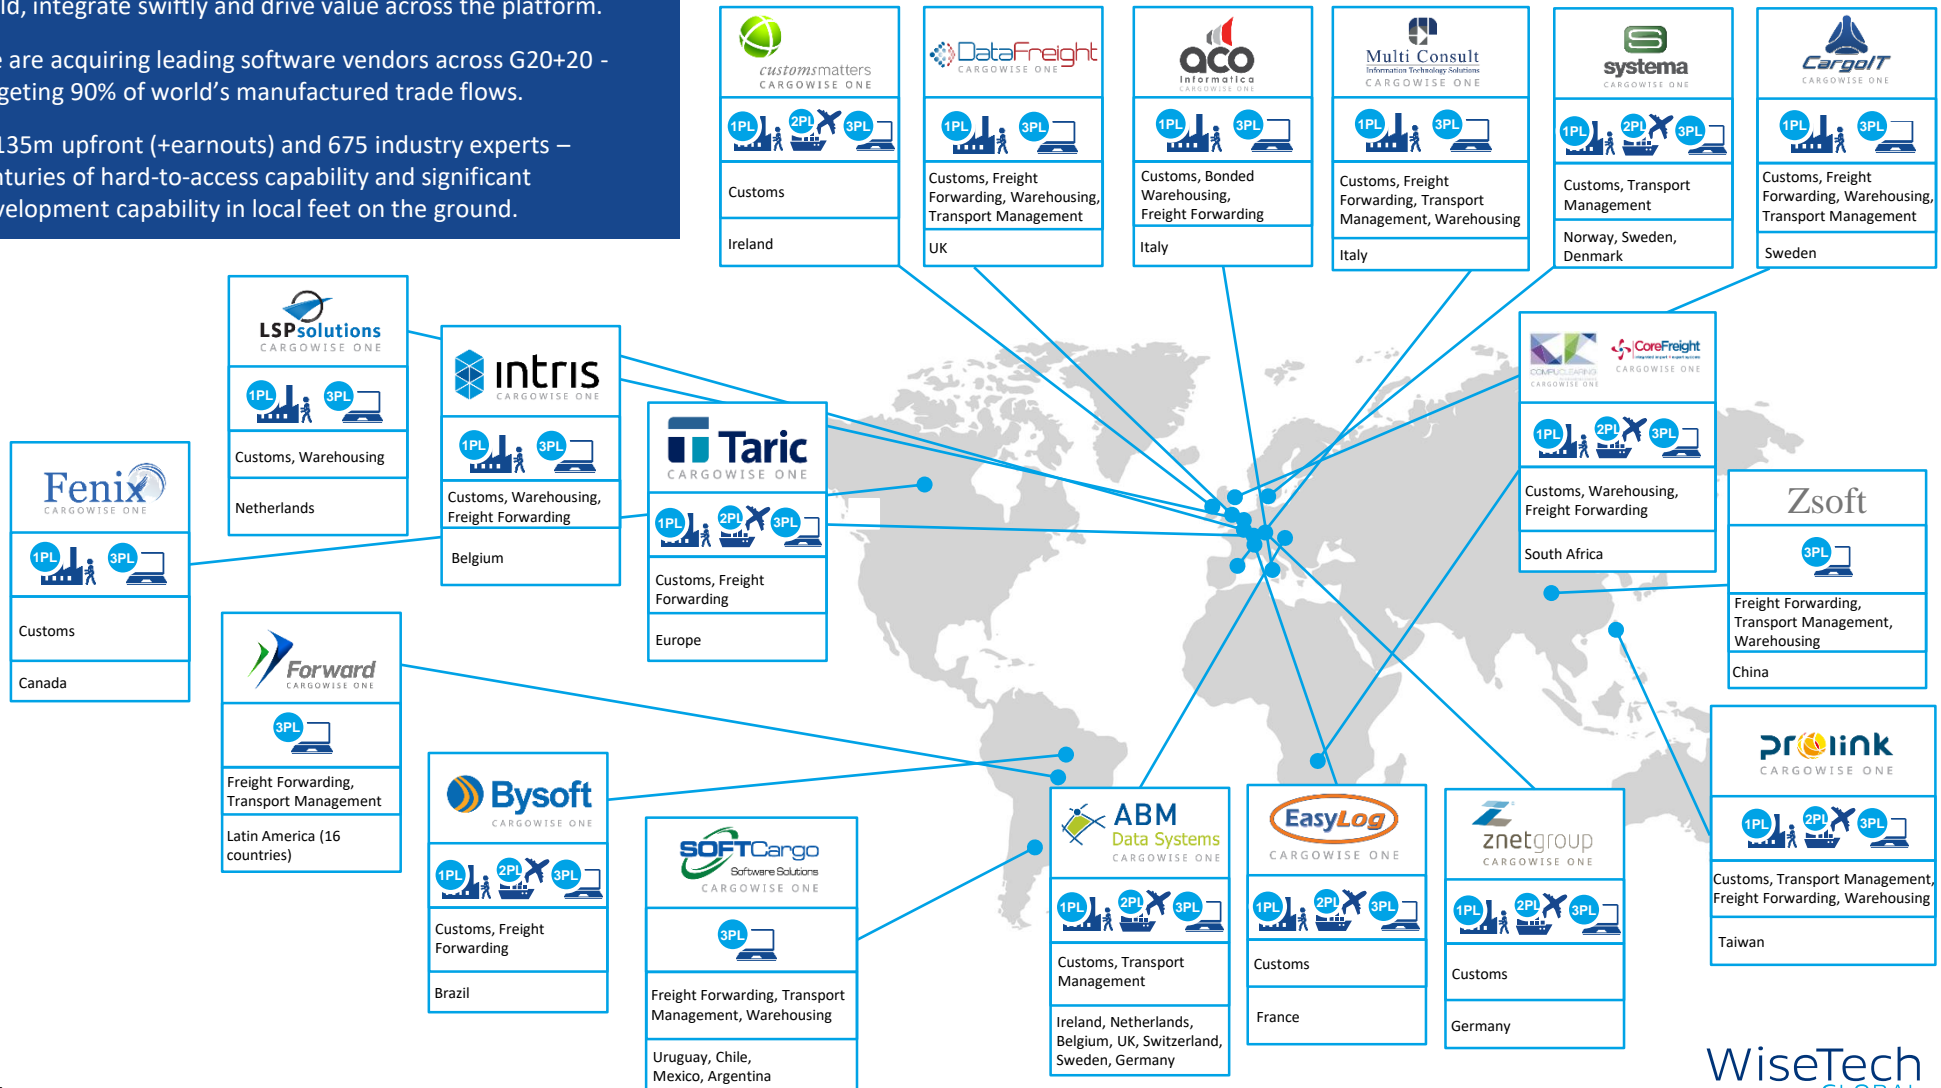 integrate swiftly and drive value across the platform.
are acquiring leading software vendors across G20+20 -
90% of world's manufactured trade flows.
135m upfront (+earnouts) and 675 industry experts –
of hard-to-access capability and significant
capability in local feet on the ground.
customsmatters
CARGOWISE ONE
1PL 2PL 3PL
Customs
Ireland
DataFreight
CARGOWISE ONE
1PL 3PL
Customs, Freight
Forwarding, Warehousing,
Transport Management
UK
aco
Informatica
CARGOWISE ONE
1PL 3PL
Customs, Bonded
Warehousing,
Freight Forwarding
Italy
Multi Consult
Information Technology Solutions
CARGOWISE ONE
1PL 3PL
Customs, Freight
Forwarding, Transport
Management, Warehousing
Italy
systema
CARGOWISE ONE
1PL 2PL 3PL
Customs, Transport
Management
Norway, Sweden,
Denmark
CargoIT
CARGOWISE ONE
1PL 3PL
Customs, Freight
Forwarding, Warehousing,
Transport Management
Sweden
LSPsolutions
CARGOWISE ONE
1PL 3PL
Customs, Warehousing
Netherlands
intris
CARGOWISE ONE
1PL 3PL
Customs, Warehousing,
Freight Forwarding
Belgium
Taric
CARGOWISE ONE
1PL 2PL 3PL
Customs, Freight
Forwarding
Europe
COMPUCLEARING
CARGOWISE ONE
CoreFreight
CARGOWISE ONE
1PL 2PL 3PL
Customs, Warehousing,
Freight Forwarding
South Africa
Fenix
CARGOWISE ONE
1PL 3PL
Customs
Canada
Zsoft
3PL
Freight Forwarding,
Transport Management,
Warehousing
China
Forward
CARGOWISE ONE
3PL
Freight Forwarding,
Transport Management
Latin America (16
countries)
Bysoft
CARGOWISE ONE
1PL 2PL 3PL
Customs, Freight
Forwarding
Brazil
SOFTCargo
Software Solutions
CARGOWISE ONE
3PL
Freight Forwarding, Transport
Management, Warehousing
Uruguay, Chile,
Mexico, Argentina
ABM
Data Systems
CARGOWISE ONE
1PL 2PL 3PL
Customs, Transport
Management
Ireland, Netherlands,
Belgium, UK, Switzerland,
Sweden, Germany
EasyLog
CARGOWISE ONE
1PL 2PL 3PL
Customs
France
znetgroup
CARGOWISE ONE
1PL 2PL 3PL
Customs
Germany
prolink
CARGOWISE ONE
1PL 2PL 3PL
Customs, Transport Management,
Freight Forwarding, Warehousing
Taiwan
WiseTech
GLOBAL